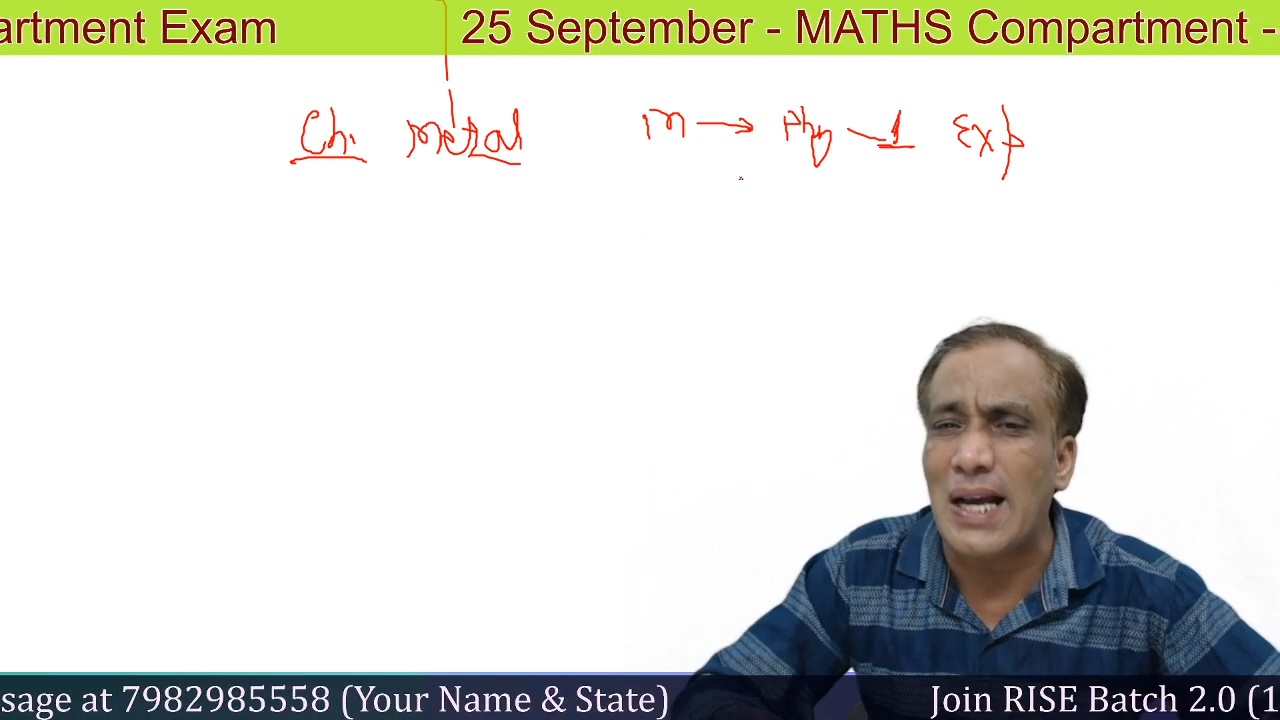 artment Exam 25 September - MATHS Compartment -
Ch. Metal M → Phy 1 Exp
ssage at 7982985558 (Your Name & State) Join RISE Batch 2.0 (1